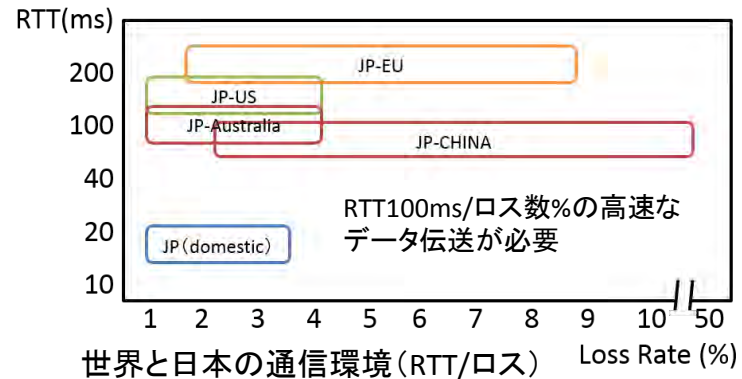 RTT(ms)
200
100
40
20
10
JP-EU
JP-US
JP-Australia
JP-CHINA
JP(domestic)
RTT100ms/ロス数%の高速な
データ伝送が必要
1 2 3 4 5 6 7 8 9 10 50
Loss Rate (%)
世界と日本の通信環境(RTT/ロス)